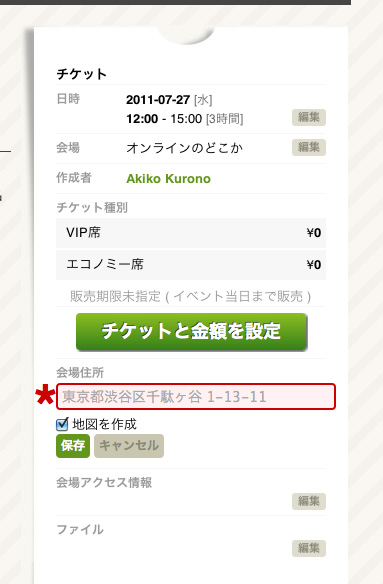 チケット
日時 2011-07-27 [水]
12:00 - 15:00 [3時間] 編集
会場 オンラインのどこか 編集
作成者 Akiko Kurono
チケット種別
VIP席 ¥0
エコノミー席 ¥0
販売期限未指定 ( イベント当日まで販売 )
チケットと金額を設定
会場住所
* 東京都渋谷区千駄ヶ谷 1-13-11
地図を作成
保存 キャンセル
会場アクセス情報
編集
ファイル
編集